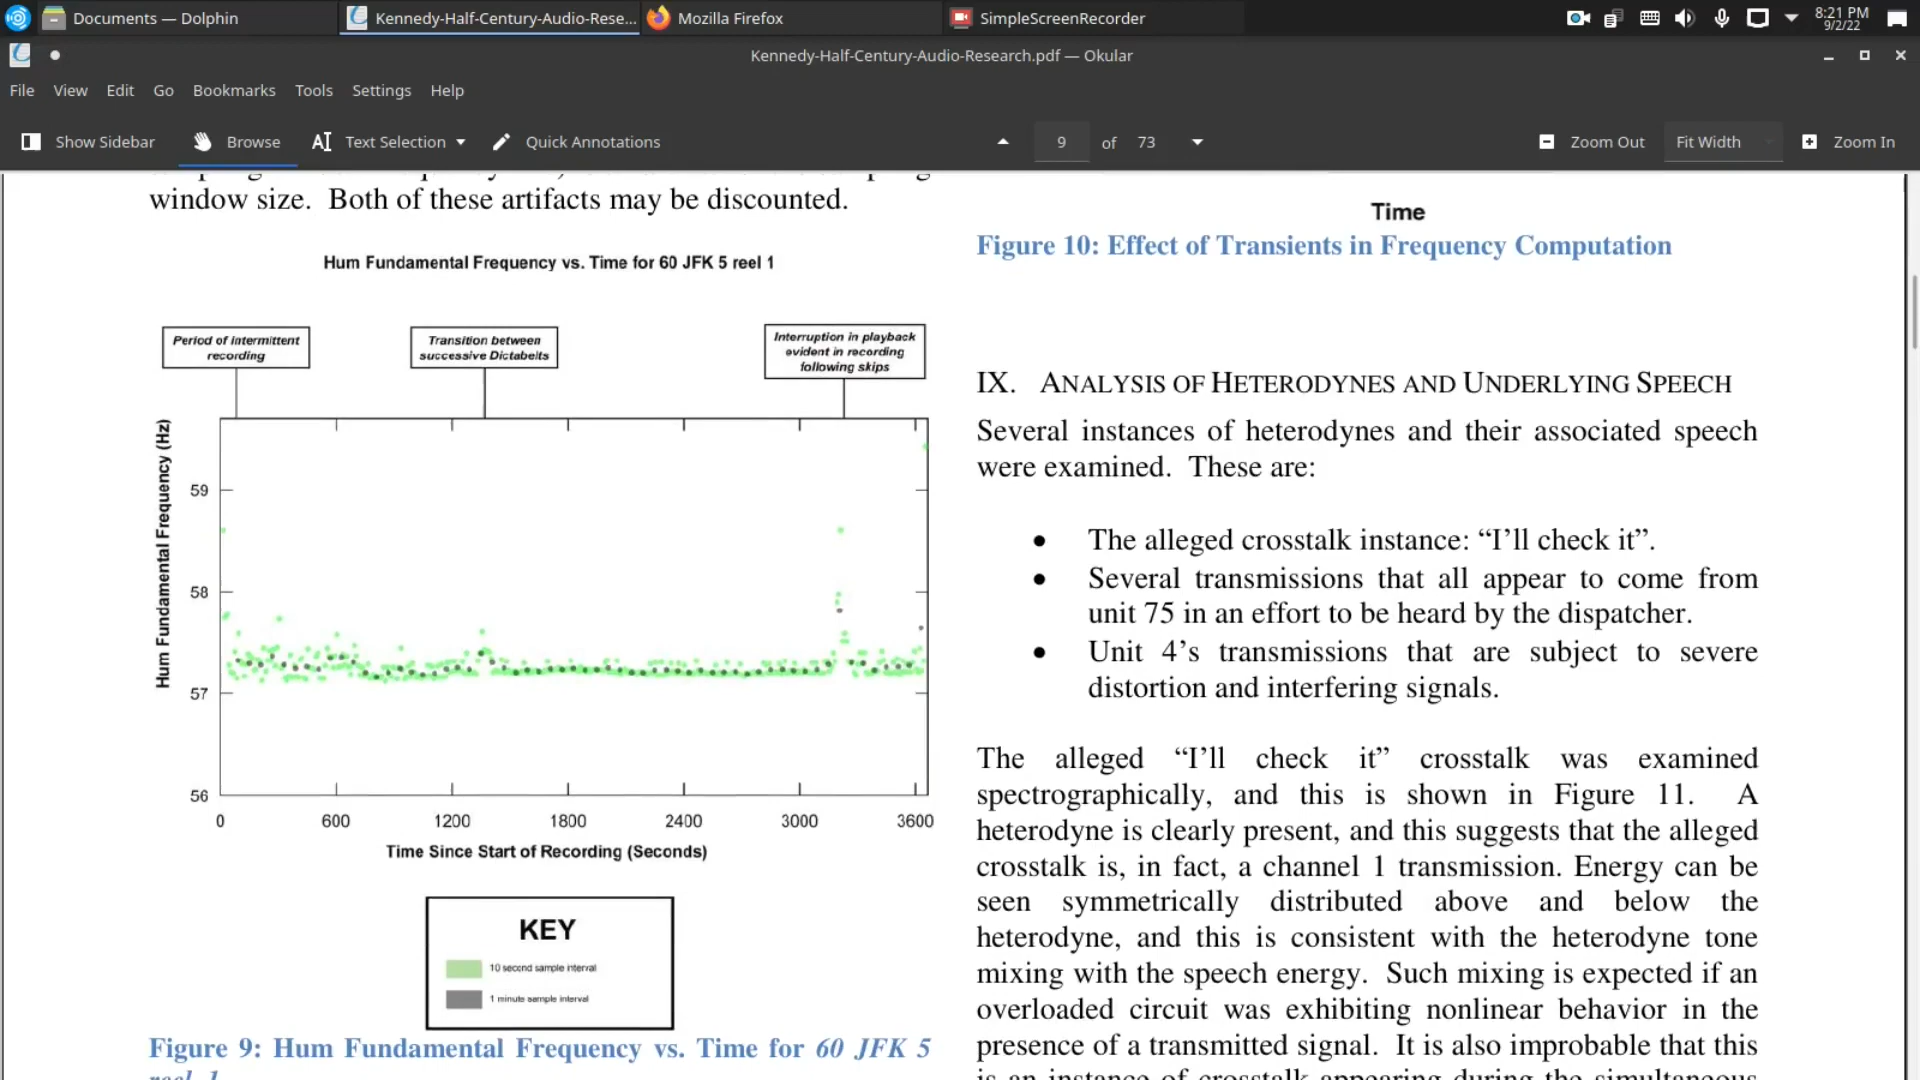 Documents — Dolphin
Kennedy-Half-Century-Audio-Rese...
Mozilla Firefox
SimpleScreenRecorder
8:21 PM
9/2/22
Kennedy-Half-Century-Audio-Research.pdf — Okular
File View Edit Go Bookmarks Tools Settings Help
Show Sidebar Browse Text Selection Quick Annotations 9 of 73 Zoom Out Fit Width Zoom In
window size. Both of these artifacts may be discounted.
Hum Fundamental Frequency vs. Time for 60 JFK 5 reel 1
Period of intermittent
recording
Transition between
successive Dictabelts
Interruption in playback
evident in recording
following skips
Hum Fundamental Frequency (Hz)
59
58
57
56
0 600 1200 1800 2400 3000 3600
Time Since Start of Recording (Seconds)
KEY
10 second sample interval
1 minute sample interval
Figure 9: Hum Fundamental Frequency vs. Time for 60 JFK 5
reel 1
Time
Figure 10: Effect of Transients in Frequency Computation
IX. ANALYSIS OF HETERODYNES AND UNDERLYING SPEECH
Several instances of heterodynes and their associated speech
were examined. These are:
• The alleged crosstalk instance: “I’ll check it”.
• Several transmissions that all appear to come from
unit 75 in an effort to be heard by the dispatcher.
• Unit 4’s transmissions that are subject to severe
distortion and interfering signals.
The alleged “I’ll check it” crosstalk was examined
spectrographically, and this is shown in Figure 11. A
heterodyne is clearly present, and this suggests that the alleged
crosstalk is, in fact, a channel 1 transmission. Energy can be
seen symmetrically distributed above and below the
heterodyne, and this is consistent with the heterodyne tone
mixing with the speech energy. Such mixing is expected if an
overloaded circuit was exhibiting nonlinear behavior in the
presence of a transmitted signal. It is also improbable that this
is an instance of crosstalk appearing during the simultaneous